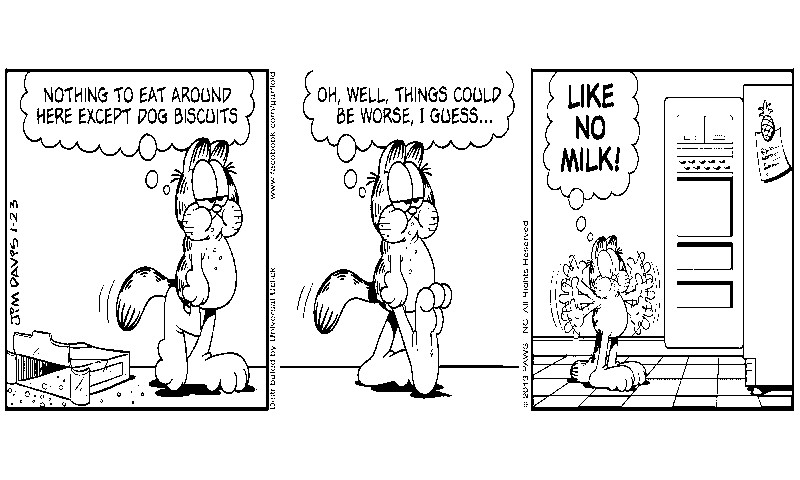 NOTHING TO EAT AROUND
HERE EXCEPT DOG BISCUITS
JPM DAVPS 1-23
www.facebook.com/garfield
Distributed by Universal Uclick
OH, WELL, THINGS COULD
BE WORSE, I GUESS...
LIKE
NO
MILK!
© 2013 PAWS, INC. All Rights Reserved